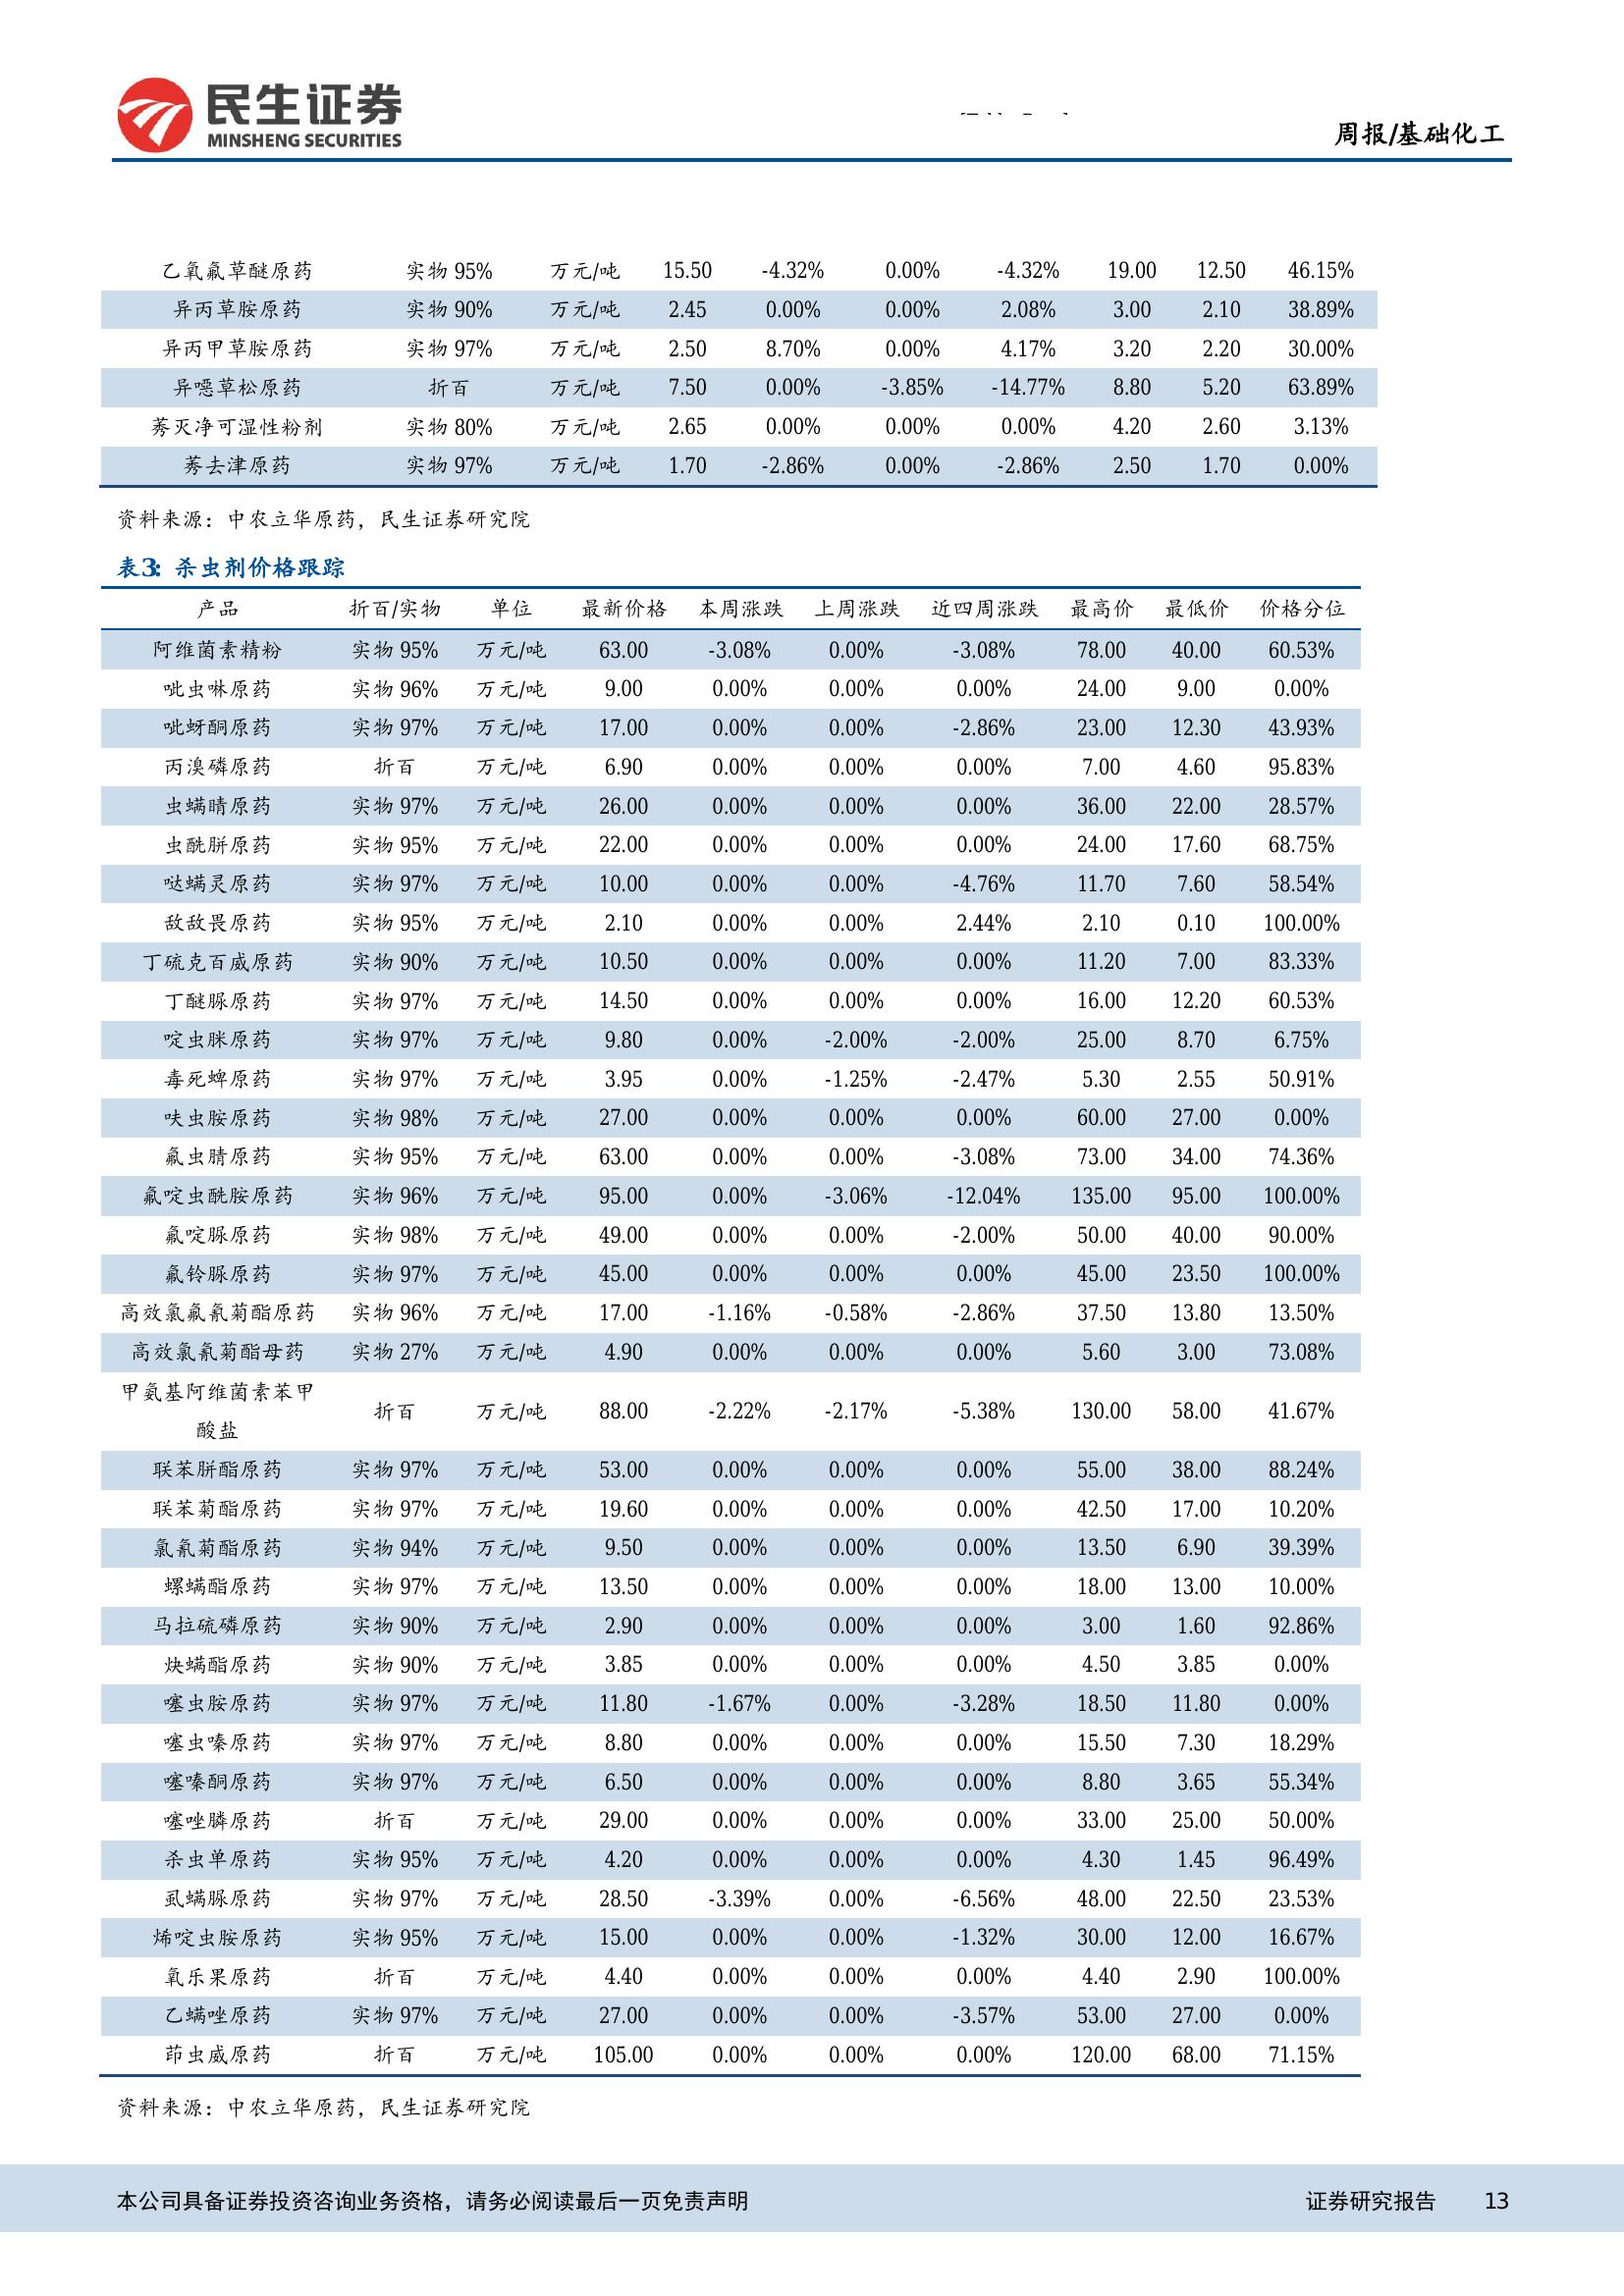 民生证券
MINSHENG SECURITIES
周报/基础化工
乙氧氟草醚原药 实物 95% 万元/吨 15.50 -4.32% 0.00% -4.32% 19.00 12.50 46.15%
异丙草胺原药 实物 90% 万元/吨 2.45 0.00% 0.00% 2.08% 3.00 2.10 38.89%
异丙甲草胺原药 实物 97% 万元/吨 2.50 8.70% 0.00% 4.17% 3.20 2.20 30.00%
异噁草松原药 折百 万元/吨 7.50 0.00% -3.85% -14.77% 8.80 5.20 63.89%
莠灭净可湿性粉剂 实物 80% 万元/吨 2.65 0.00% 0.00% 0.00% 4.20 2.60 3.13%
莠去津原药 实物 97% 万元/吨 1.70 -2.86% 0.00% -2.86% 2.50 1.70 0.00%
资料来源：中农立华原药，民生证券研究院
表3：杀虫剂价格跟踪
产品 折百/实物 单位 最新价格 本周涨跌 上周涨跌 近四周涨跌 最高价 最低价 价格分位
阿维菌素精粉 实物 95% 万元/吨 63.00 -3.08% 0.00% -3.08% 78.00 40.00 60.53%
吡虫啉原药 实物 96% 万元/吨 9.00 0.00% 0.00% 0.00% 24.00 9.00 0.00%
吡蚜酮原药 实物 97% 万元/吨 17.00 0.00% 0.00% -2.86% 23.00 12.30 43.93%
丙溴磷原药 折百 万元/吨 6.90 0.00% 0.00% 0.00% 7.00 4.60 95.83%
虫螨晴原药 实物 97% 万元/吨 26.00 0.00% 0.00% 0.00% 36.00 22.00 28.57%
虫酰肼原药 实物 95% 万元/吨 22.00 0.00% 0.00% 0.00% 24.00 17.60 68.75%
哒螨灵原药 实物 97% 万元/吨 10.00 0.00% 0.00% -4.76% 11.70 7.60 58.54%
敌敌畏原药 实物 95% 万元/吨 2.10 0.00% 0.00% 2.44% 2.10 0.10 100.00%
丁硫克百威原药 实物 90% 万元/吨 10.50 0.00% 0.00% 0.00% 11.20 7.00 83.33%
丁醚脲原药 实物 97% 万元/吨 14.50 0.00% 0.00% 0.00% 16.00 12.20 60.53%
啶虫脒原药 实物 97% 万元/吨 9.80 0.00% -2.00% -2.00% 25.00 8.70 6.75%
毒死蜱原药 实物 97% 万元/吨 3.95 0.00% -1.25% -2.47% 5.30 2.55 50.91%
呋虫胺原药 实物 98% 万元/吨 27.00 0.00% 0.00% 0.00% 60.00 27.00 0.00%
氟虫腈原药 实物 95% 万元/吨 63.00 0.00% 0.00% -3.08% 73.00 34.00 74.36%
氟啶虫酰胺原药 实物 96% 万元/吨 95.00 0.00% -3.06% -12.04% 135.00 95.00 100.00%
氟啶脲原药 实物 98% 万元/吨 49.00 0.00% 0.00% -2.00% 50.00 40.00 90.00%
氟铃脲原药 实物 97% 万元/吨 45.00 0.00% 0.00% 0.00% 45.00 23.50 100.00%
高效氯氟氰菊酯原药 实物 96% 万元/吨 17.00 -1.16% -0.58% -2.86% 37.50 13.80 13.50%
高效氯氰菊酯母药 实物 27% 万元/吨 4.90 0.00% 0.00% 0.00% 5.60 3.00 73.08%
甲氨基阿维菌素苯甲
酸盐 折百 万元/吨 88.00 -2.22% -2.17% -5.38% 130.00 58.00 41.67%
联苯肼酯原药 实物 97% 万元/吨 53.00 0.00% 0.00% 0.00% 55.00 38.00 88.24%
联苯菊酯原药 实物 97% 万元/吨 19.60 0.00% 0.00% 0.00% 42.50 17.00 10.20%
氯氰菊酯原药 实物 94% 万元/吨 9.50 0.00% 0.00% 0.00% 13.50 6.90 39.39%
螺螨酯原药 实物 97% 万元/吨 13.50 0.00% 0.00% 0.00% 18.00 13.00 10.00%
马拉硫磷原药 实物 90% 万元/吨 2.90 0.00% 0.00% 0.00% 3.00 1.60 92.86%
炔螨酯原药 实物 90% 万元/吨 3.85 0.00% 0.00% 0.00% 4.50 3.85 0.00%
噻虫胺原药 实物 97% 万元/吨 11.80 -1.67% 0.00% -3.28% 18.50 11.80 0.00%
噻虫嗪原药 实物 97% 万元/吨 8.80 0.00% 0.00% 0.00% 15.50 7.30 18.29%
噻嗪酮原药 实物 97% 万元/吨 6.50 0.00% 0.00% 0.00% 8.80 3.65 55.34%
噻唑膦原药 折百 万元/吨 29.00 0.00% 0.00% 0.00% 33.00 25.00 50.00%
杀虫单原药 实物 95% 万元/吨 4.20 0.00% 0.00% 0.00% 4.30 1.45 96.49%
虱螨脲原药 实物 97% 万元/吨 28.50 -3.39% 0.00% -6.56% 48.00 22.50 23.53%
烯啶虫胺原药 实物 95% 万元/吨 15.00 0.00% 0.00% -1.32% 30.00 12.00 16.67%
氧乐果原药 折百 万元/吨 4.40 0.00% 0.00% 0.00% 4.40 2.90 100.00%
乙螨唑原药 实物 97% 万元/吨 27.00 0.00% 0.00% -3.57% 53.00 27.00 0.00%
茚虫威原药 折百 万元/吨 105.00 0.00% 0.00% 0.00% 120.00 68.00 71.15%
资料来源：中农立华原药，民生证券研究院
本公司具备证券投资咨询业务资格，请务必阅读最后一页免责声明 证券研究报告 13